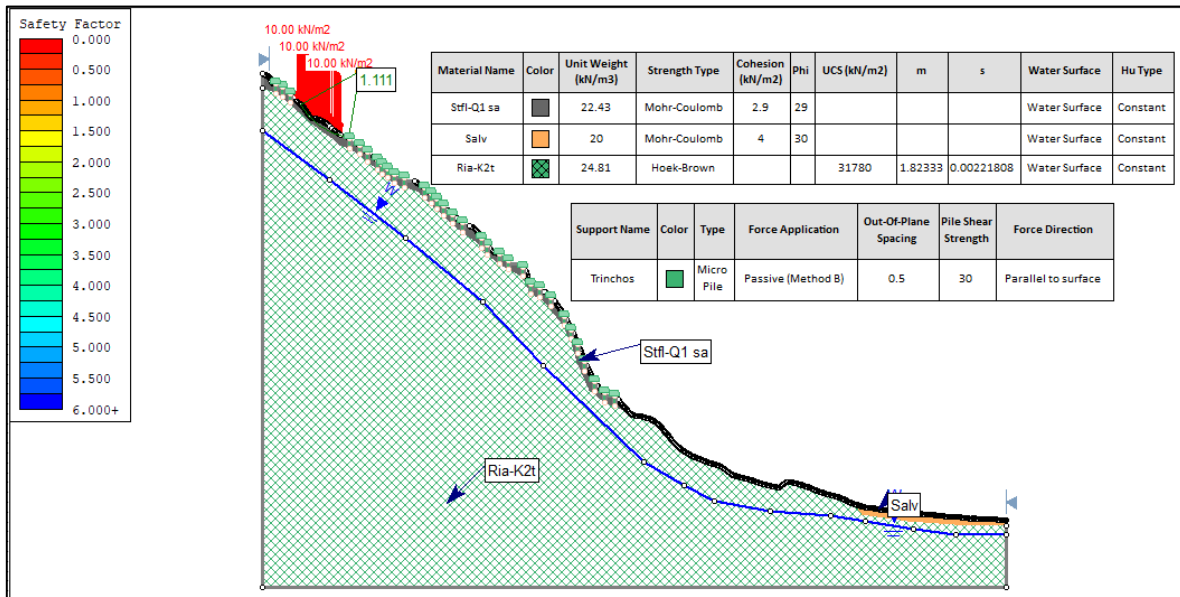 Safety Factor
0.000
0.500
1.000
1.500
2.000
2.500
3.000
3.500
4.000
4.500
5.000
5.500
6.000+
10.00 kN/m2
10.00 kN/m2
10.00 kN/m2
1.111
Material Name Color Unit Weight (kN/m3) Strength Type Cohesion (kN/m2) Phi UCS (kN/m2) m s Water Surface Hu Type
Stfl-Q1 sa 22.43 Mohr-Coulomb 2.9 29 Water Surface Constant
Salv 20 Mohr-Coulomb 4 30 Water Surface Constant
Ria-K2t 24.81 Hoek-Brown 31780 1.82333 0.00221808 Water Surface Constant
Support Name Color Type Force Application Out-Of-Plane Spacing Pile Shear Strength Force Direction
Trinchos Micro Pile Passive (Method B) 0.5 30 Parallel to surface
W
Stfl-Q1 sa
Ria-K2t
W
Salv